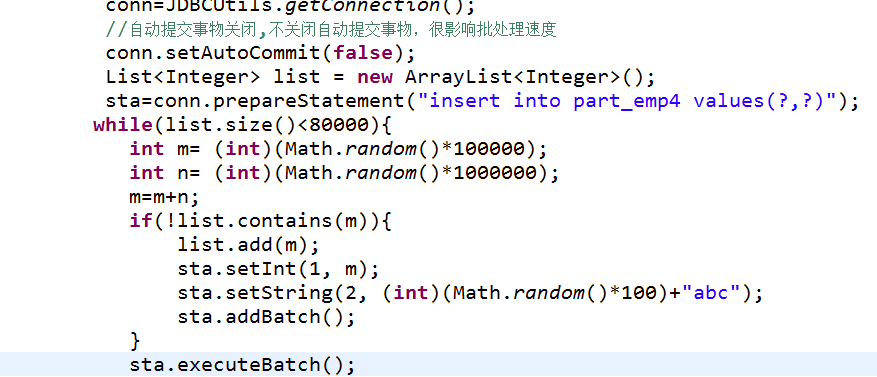 conn=JDBCUtils.getConnection();
//自动提交事物关闭,不关闭自动提交事物，很影响批处理速度
conn.setAutoCommit(false);
List<Integer> list = new ArrayList<Integer>();
sta=conn.prepareStatement("insert into part_emp4 values(?,?)");
while(list.size()<80000){
int m= (int)(Math.random()*100000);
int n= (int)(Math.random()*1000000);
m=m+n;
if(!list.contains(m)){
list.add(m);
sta.setInt(1, m);
sta.setString(2, (int)(Math.random()*100)+"abc");
sta.addBatch();
}
sta.executeBatch();